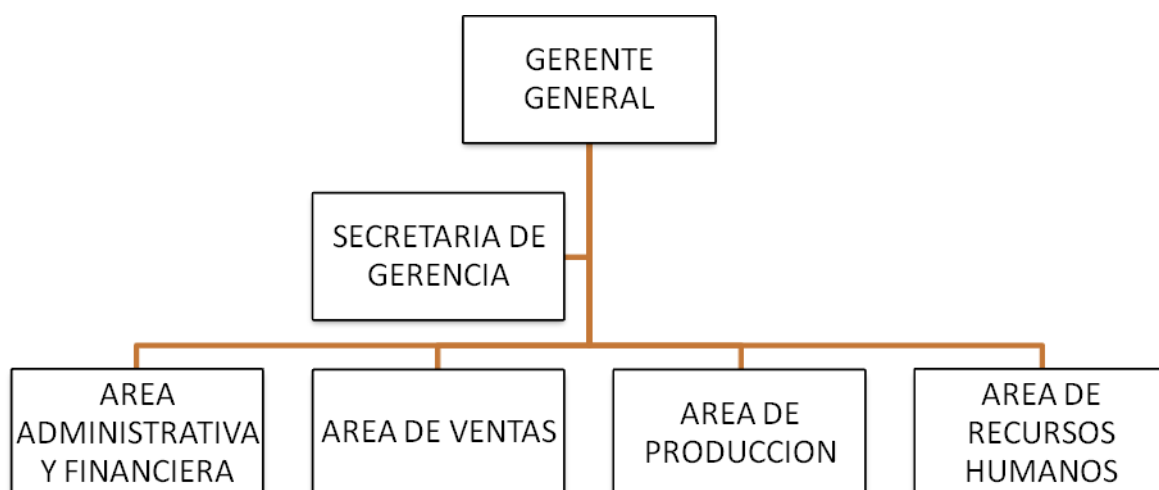 GERENTE
GENERAL
SECRETARIA DE
GERENCIA
AREA
ADMINISTRATIVA
Y FINANCIERA
AREA DE VENTAS
AREA DE
PRODUCCION
AREA DE
RECURSOS
HUMANOS